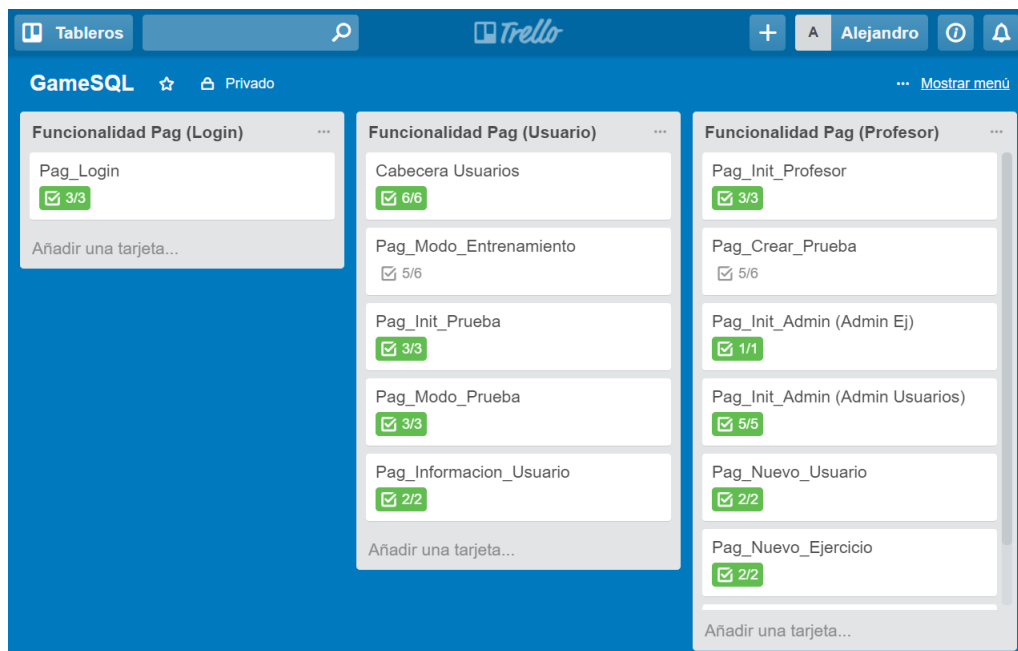 Tableros
Trello
+
A
Alejandro
GameSQL
Privado
... Mostrar menú
Funcionalidad Pag (Login) ...
Pag_Login
3/3
Añadir una tarjeta...
Funcionalidad Pag (Usuario) ...
Cabecera Usuarios
6/6
Pag_Modo_Entrenamiento
5/6
Pag_Init_Prueba
3/3
Pag_Modo_Prueba
3/3
Pag_Informacion_Usuario
2/2
Añadir una tarjeta...
Funcionalidad Pag (Profesor) ...
Pag_Init_Profesor
3/3
Pag_Crear_Prueba
5/6
Pag_Init_Admin (Admin Ej)
1/1
Pag_Init_Admin (Admin Usuarios)
5/5
Pag_Nuevo_Usuario
2/2
Pag_Nuevo_Ejercicio
2/2
Añadir una tarjeta...